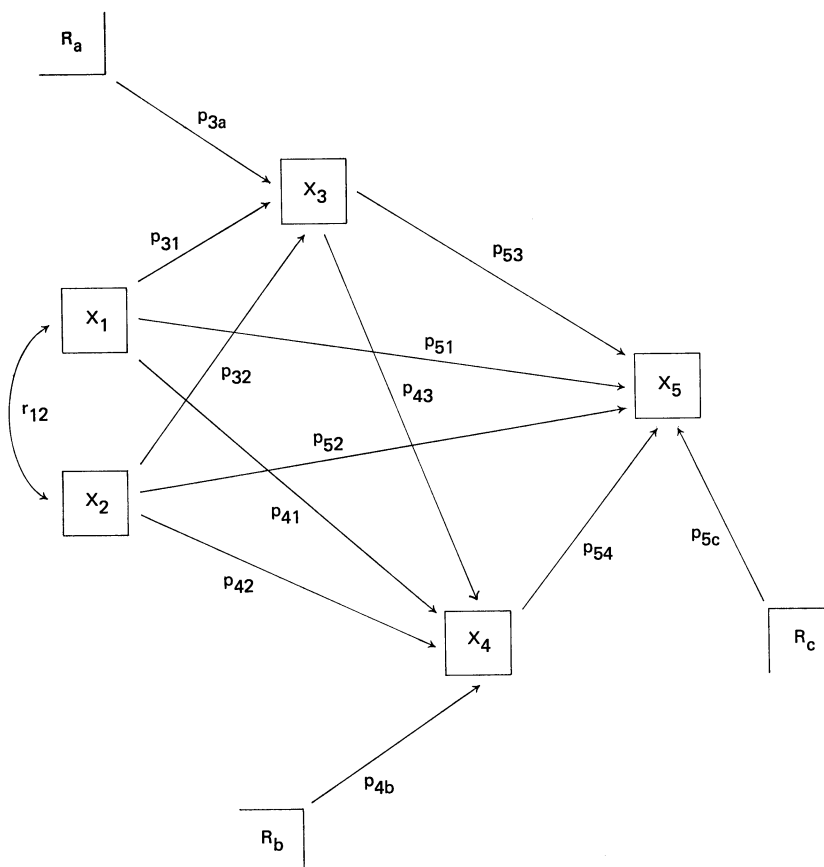 Rₐ
p₃ₐ
X₃
p₃₁
p₅₃
X₁
p₅₁
p₃₂
p₄₃
X₅
r₁₂
p₅₂
X₂
p₄₁
p₅₄
p₅c
p₄₂
X₄
Rc
p₄b
Rb